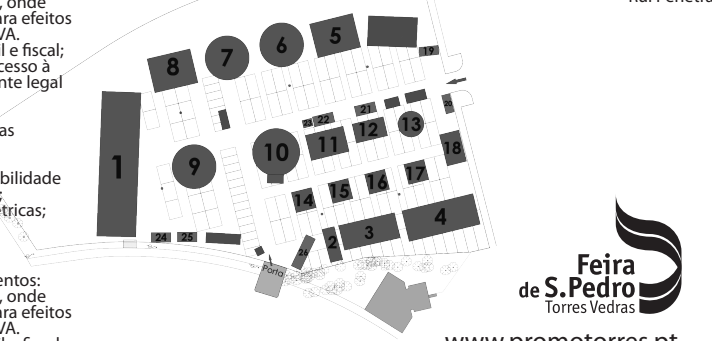 , onde
ara efeitos
VA.
il e fiscal;
cesso à
nte legal
as
bilidade
;
étricas;
entos:
, onde
ara efeitos
VA.
8
7
6
5
19
1
9
10
23
22
21
20
11
12
13
18
14
15
16
17
24
25
26
2
3
4
Porta
Feira
de S.Pedro
Torres Vedras
www.promotorres.pt